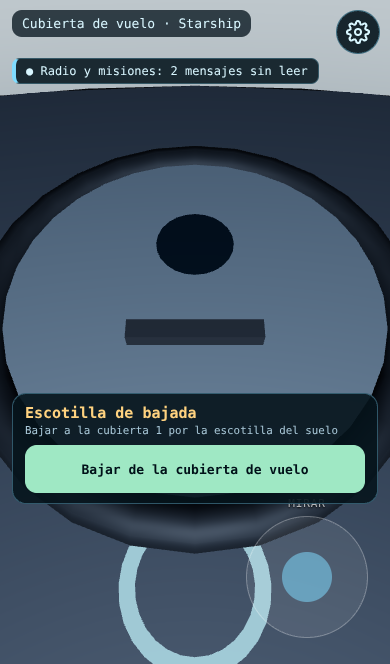 Cubierta de vuelo · Starship
● Radio y misiones: 2 mensajes sin leer
Escotilla de bajada
Bajar a la cubierta 1 por la escotilla del suelo
Bajar de la cubierta de vuelo
MIRAR